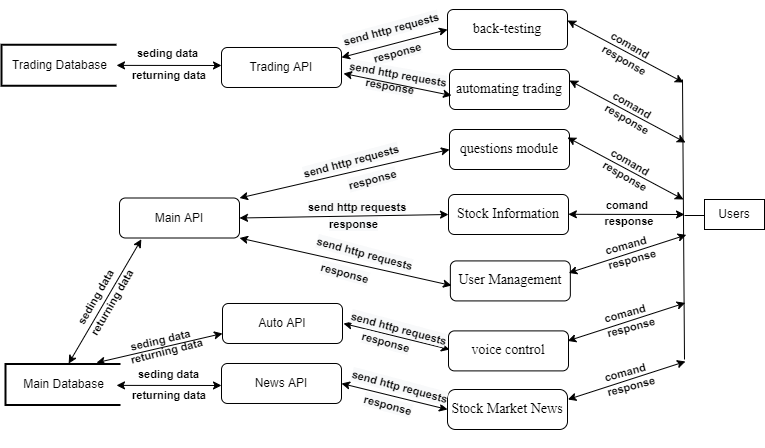 send http requests
response
back-testing
comand
response
seding data
returning data
Trading Database
Trading API
send http requests
response
automating trading
comand
response
send http requests
response
questions module
comand
response
Main API
send http requests
response
Stock Information
comand
response
Users
send http requests
response
User Management
comand
response
seding data
returning data
Auto API
seding data
returning data
send http requests
response
voice control
comand
response
Main Database
seding data
returning data
News API
send http requests
response
Stock Market News
comand
response